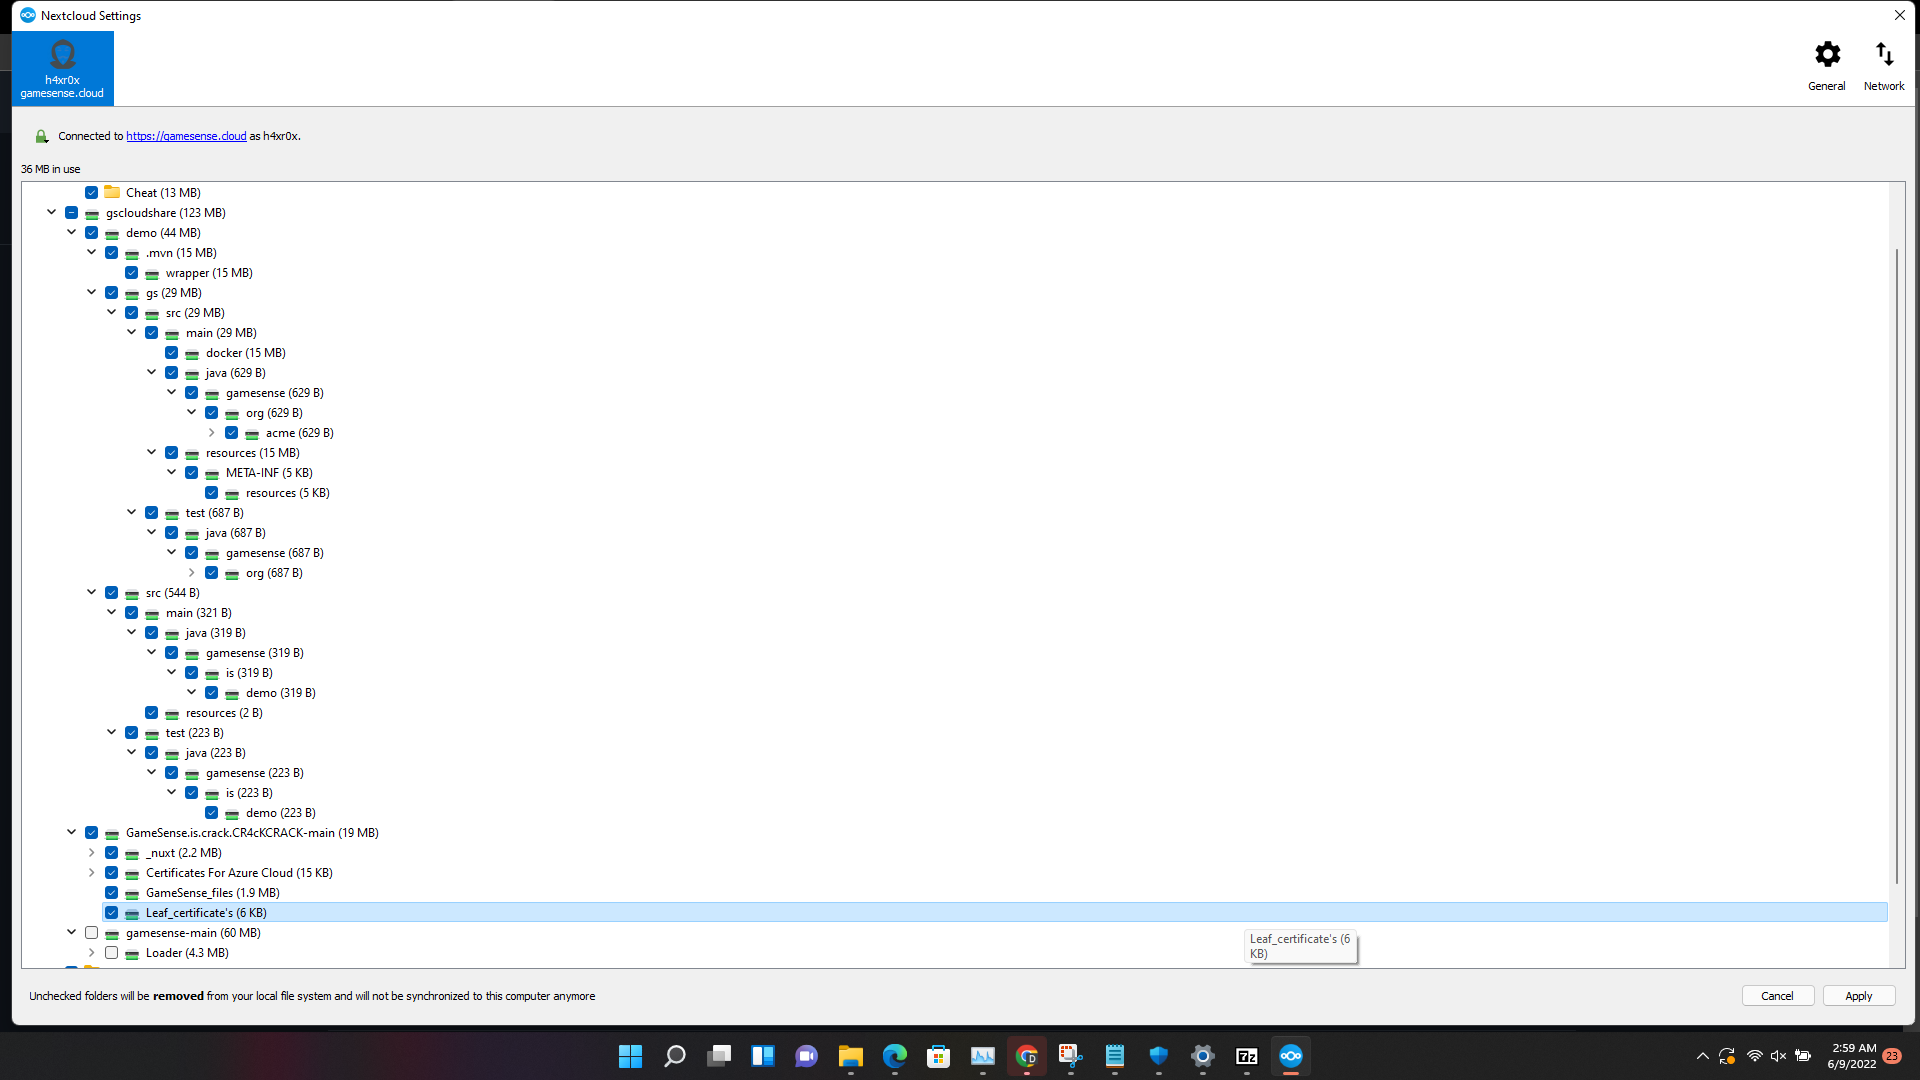 Nextcloud Settings
h4xr0x
gamesense.cloud
General
Network
Connected to https://gamesense.cloud as h4xr0x.
36 MB in use
Cheat (13 MB)
gscloudshare (123 MB)
demo (44 MB)
.mvn (15 MB)
wrapper (15 MB)
gs (29 MB)
src (29 MB)
main (29 MB)
docker (15 MB)
java (629 B)
gamesense (629 B)
org (629 B)
acme (629 B)
resources (15 MB)
META-INF (5 KB)
resources (5 KB)
test (687 B)
java (687 B)
gamesense (687 B)
org (687 B)
src (544 B)
main (321 B)
java (319 B)
gamesense (319 B)
is (319 B)
demo (319 B)
resources (2 B)
test (223 B)
java (223 B)
gamesense (223 B)
is (223 B)
demo (223 B)
GameSense.is.crack.CR4cKCRACK-main (19 MB)
_nuxt (2.2 MB)
Certificates For Azure Cloud (15 KB)
GameSense_files (1.9 MB)
Leaf_certificate's (6 KB)
gamesense-main (60 MB)
Loader (4.3 MB)
Leaf_certificate's (6
KB)
Unchecked folders will be removed from your local file system and will not be synchronized to this computer anymore
Cancel
Apply
D
7z
2:59 AM
6/9/2022
23